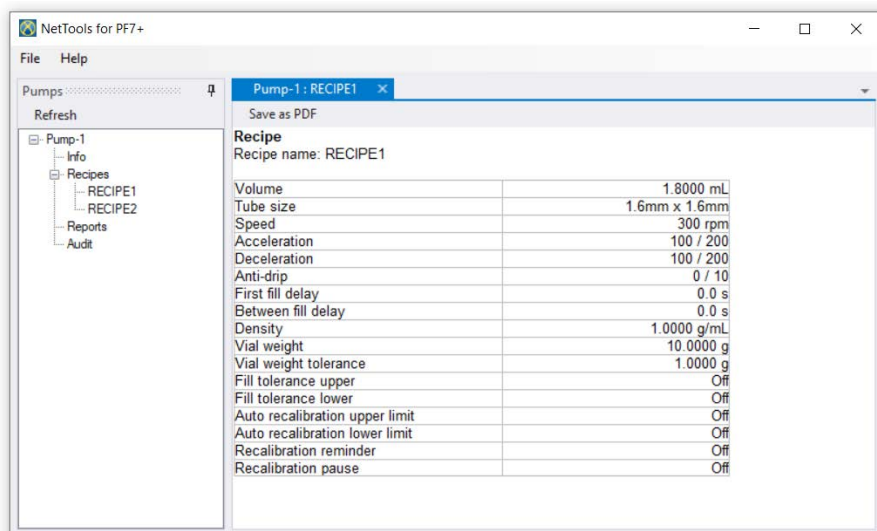 NetTools for PF7+
File Help
Pumps
Refresh
Pump-1
Info
Recipes
RECIPE1
RECIPE2
Reports
Audit
Pump-1 : RECIPE1
Save as PDF
Recipe
Recipe name: RECIPE1
Volume 1.8000 mL
Tube size 1.6mm x 1.6mm
Speed 300 rpm
Acceleration 100 / 200
Deceleration 100 / 200
Anti-drip 0 / 10
First fill delay 0.0 s
Between fill delay 0.0 s
Density 1.0000 g/mL
Vial weight 10.0000 g
Vial weight tolerance 1.0000 g
Fill tolerance upper Off
Fill tolerance lower Off
Auto recalibration upper limit Off
Auto recalibration lower limit Off
Recalibration reminder Off
Recalibration pause Off